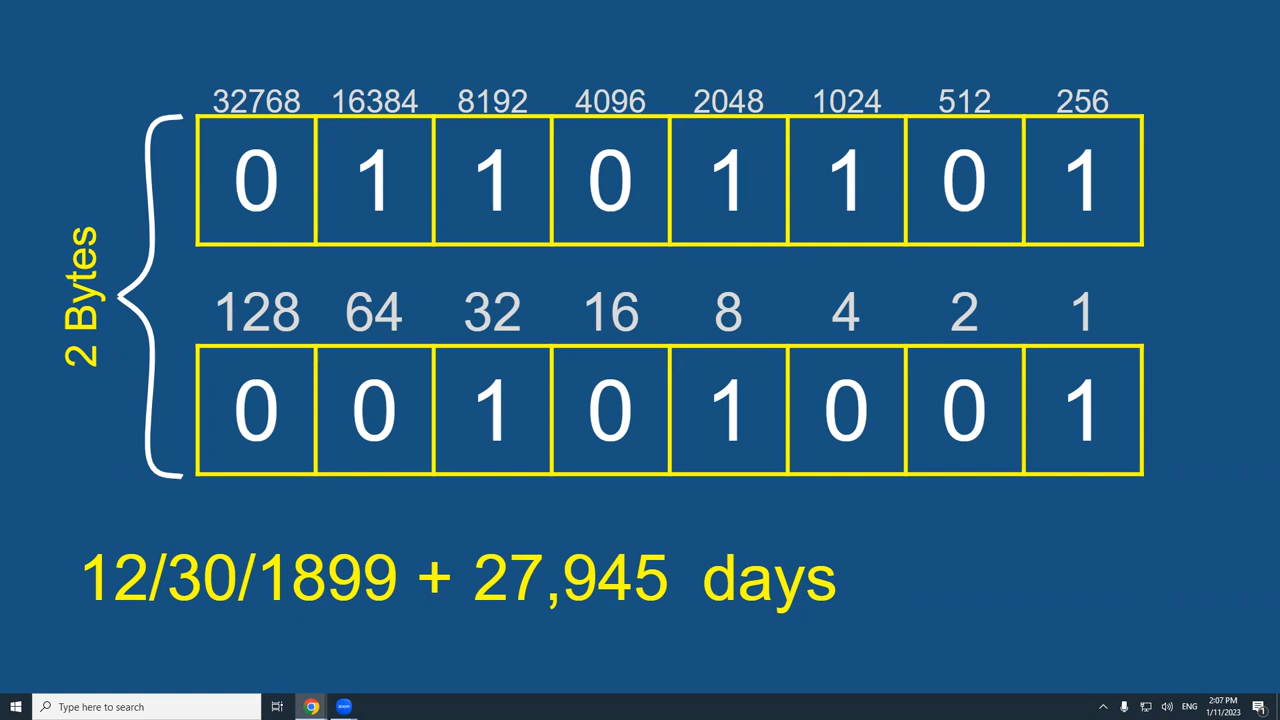 32768 16384 8192 4096 2048 1024 512 256
0 1 1 0 1 1 0 1
2 Bytes
128 64 32 16 8 4 2 1
0 0 1 0 1 0 0 1
12/30/1899 + 27,945 days
Type here to search
zoom
ENG
2:07 PM
1/11/2023
1